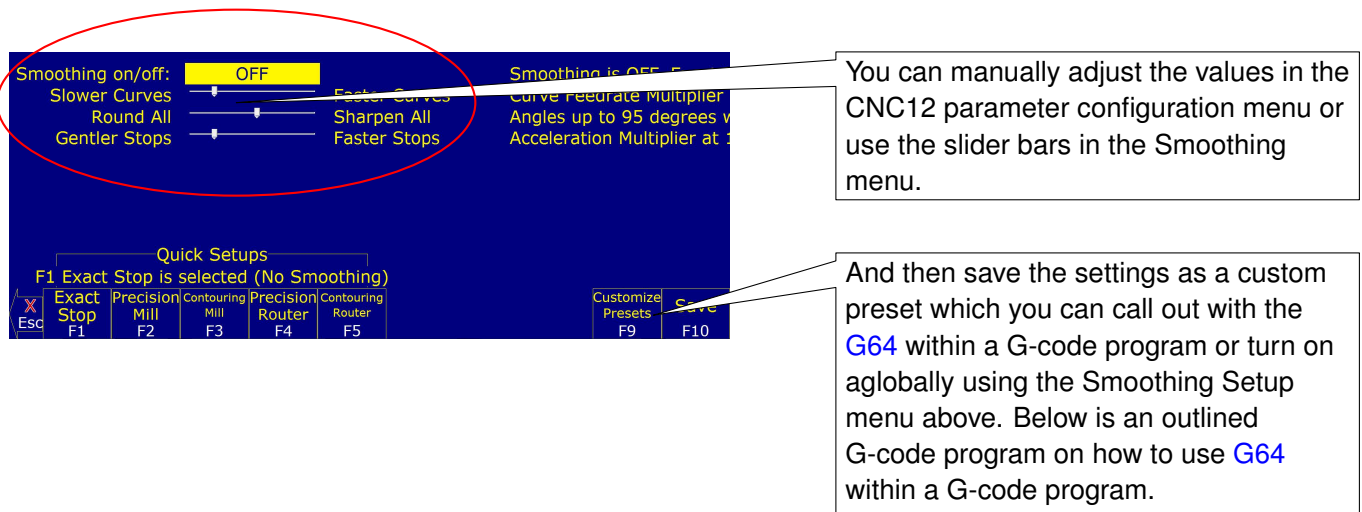 Smoothing on/off: OFF Smoothing is OFF.
Slower Curves Faster Curves Curve Feedrate Multiplier
Round All Sharpen All Angles up to 95 degrees
Gentler Stops Faster Stops Acceleration Multiplier at
You can manually adjust the values in the
CNC12 parameter configuration menu or
use the slider bars in the Smoothing
menu.
Quick Setups
F1 Exact Stop is selected (No Smoothing)
X Esc
Exact Stop F1
Precision Mill F2
Contouring Mill F3
Precision Router F4
Contouring Router F5
Customize Presets F9
Save F10
And then save the settings as a custom
preset which you can call out with the
G64 within a G-code program or turn on
aglobally using the Smoothing Setup
menu above. Below is an outlined
G-code program on how to use G64
within a G-code program.